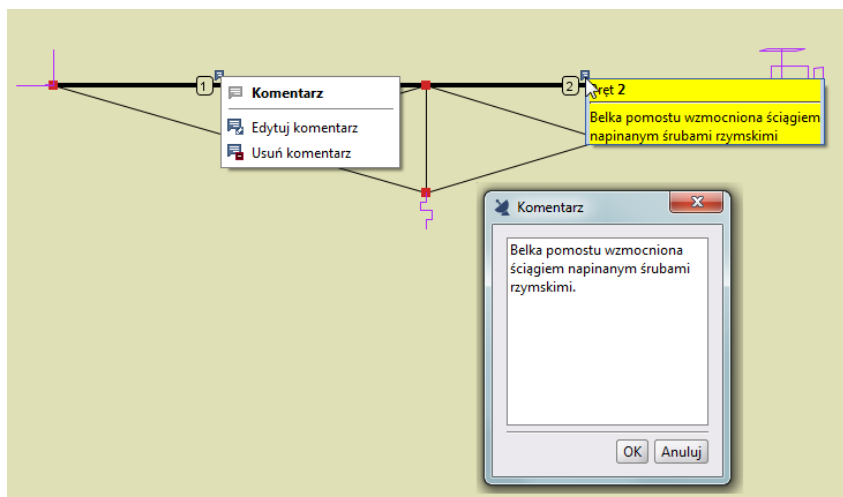 1
Komentarz
Edytuj komentarz
Usuń komentarz
2
ręt 2
Belka pomostu wzmocniona ściągiem
napinanym śrubami rzymskimi
Komentarz
Belka pomostu wzmocniona
ściągiem napinanym śrubami
rzymskimi.
OK Anuluj